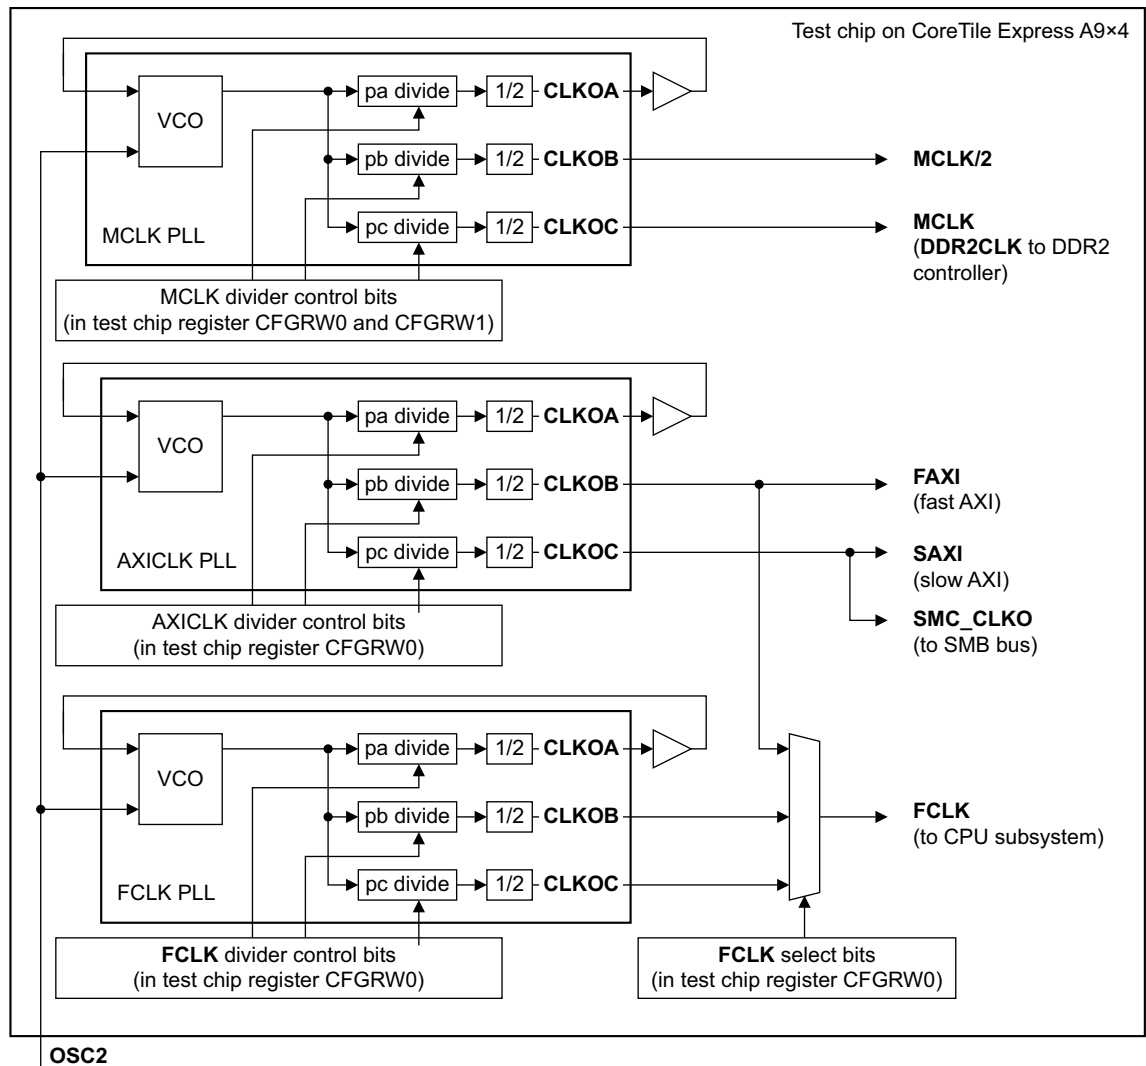 Test chip on CoreTile Express A9×4
VCO
pa divide
1/2
CLKOA
pb divide
1/2
CLKOB
MCLK/2
pc divide
1/2
CLKOC
MCLK
(DDR2CLK to DDR2
controller)
MCLK PLL
MCLK divider control bits
(in test chip register CFGRW0 and CFGRW1)
VCO
pa divide
1/2
CLKOA
pb divide
1/2
CLKOB
FAXI
(fast AXI)
pc divide
1/2
CLKOC
SAXI
(slow AXI)
AXICLK PLL
SMC_CLKO
(to SMB bus)
AXICLK divider control bits
(in test chip register CFGRW0)
VCO
pa divide
1/2
CLKOA
pb divide
1/2
CLKOB
FCLK
(to CPU subsystem)
pc divide
1/2
CLKOC
FCLK PLL
FCLK divider control bits
(in test chip register CFGRW0)
FCLK select bits
(in test chip register CFGRW0)
OSC2